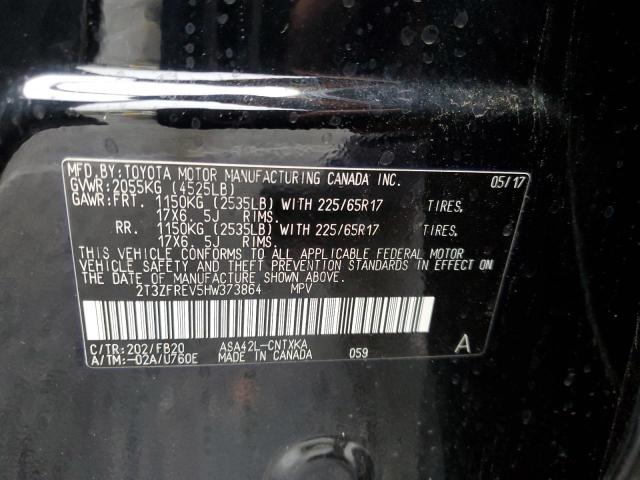 MFD.BY:TOYOTA MOTOR MANUFACTURING CANADA INC. 05/17
GVWR:2055KG (4525LB)
GAWR:FRT. 1150KG (2535LB) WITH 225/65R17 TIRES,
17X6.5J RIMS.
RR. 1150KG (2535LB) WITH 225/65R17 TIRES,
17X6.5J RIMS.
THIS VEHICLE CONFORMS TO ALL APPLICABLE FEDERAL MOTOR
VEHICLE SAFETY AND THEFT PREVENTION STANDARDS IN EFFECT ON
THE DATE OF MANUFACTURE SHOWN ABOVE.
2T3ZFREV5HW373864 MPV
C/TR:202/FB20 ASA42L-CNTXKA A
A/TM:-02A/U760E MADE IN CANADA 059